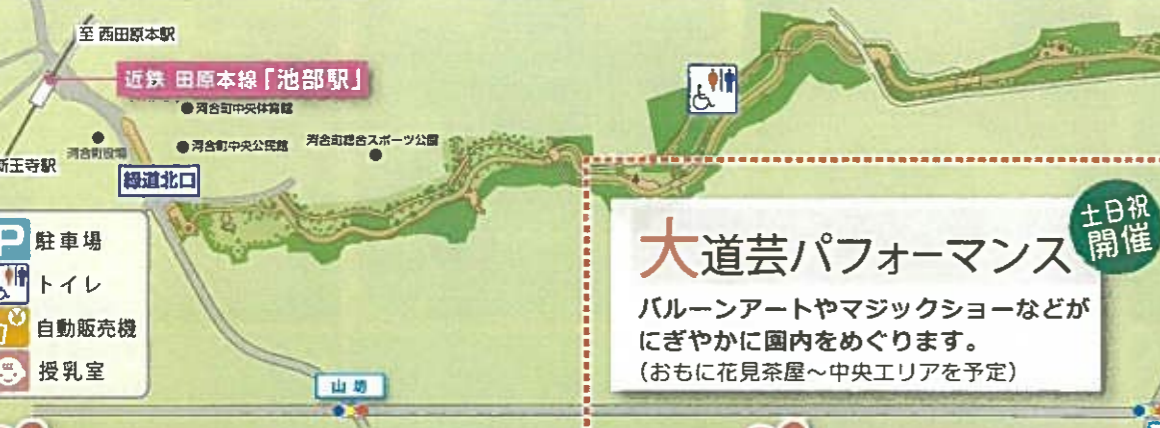 至 西田原本駅
近鉄 田原本線「池部駅」
河合町中央体育館
河合町役場
河合町中央公民館
河合町総合スポーツ公園
新王寺駅
緑道北口
P 駐車場
トイレ
自動販売機
授乳室
大道芸パフォーマンス
土日祝
開催
バルーンアートやマジックショーなどが
にぎやかに園内をめぐります。
（おもに花見茶屋～中央エリアを予定）
山坊